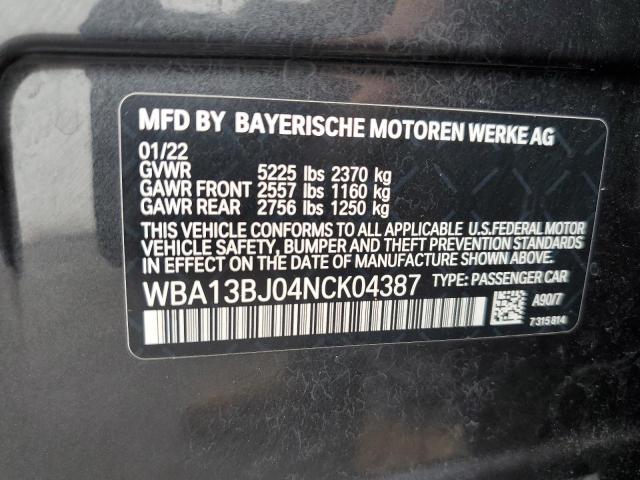 MFD BY BAYERISCHE MOTOREN WERKE AG
01/22
GVWR 5225 lbs 2370 kg
GAWR FRONT 2557 lbs 1160 kg
GAWR REAR 2756 lbs 1250 kg
THIS VEHICLE CONFORMS TO ALL APPLICABLE U.S.FEDERAL MOTOR
VEHICLE SAFETY, BUMPER AND THEFT PREVENTION STANDARDS
IN EFFECT ON THE DATE OF MANUFACTURE SHOWN ABOVE.
WBA13BJ04NCK04387 TYPE: PASSENGER CAR
A90/7
7315814